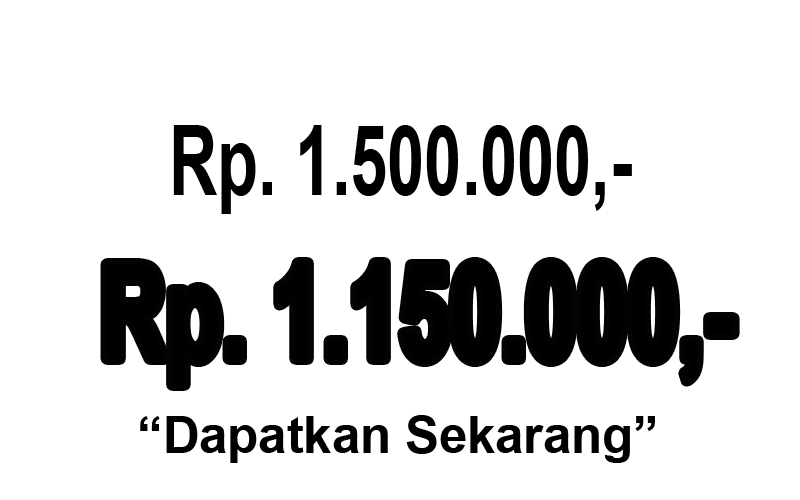 Rp. 1.500.000,-
Rp. 1.150.000,-
“Dapatkan Sekarang”